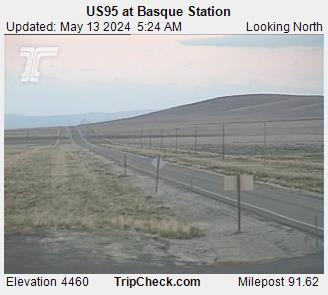 US95 at Basque Station
Updated: May 13 2024 5:24 AM Looking North
Elevation 4460 TripCheck.com Milepost 91.62